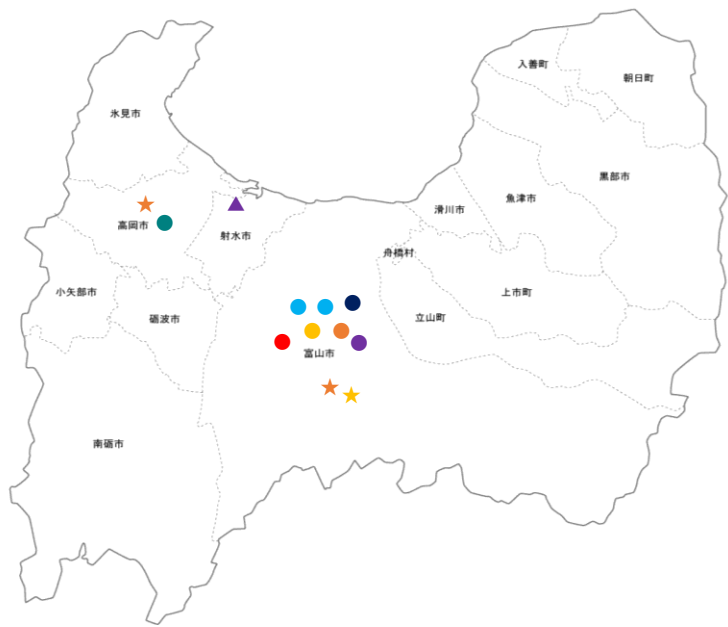 入善町
朝日町
氷見市
黒部市
魚津市
滑川市
高岡市
射水市
舟橋村
小矢部市
上市町
砺波市
立山町
富山市
南砺市